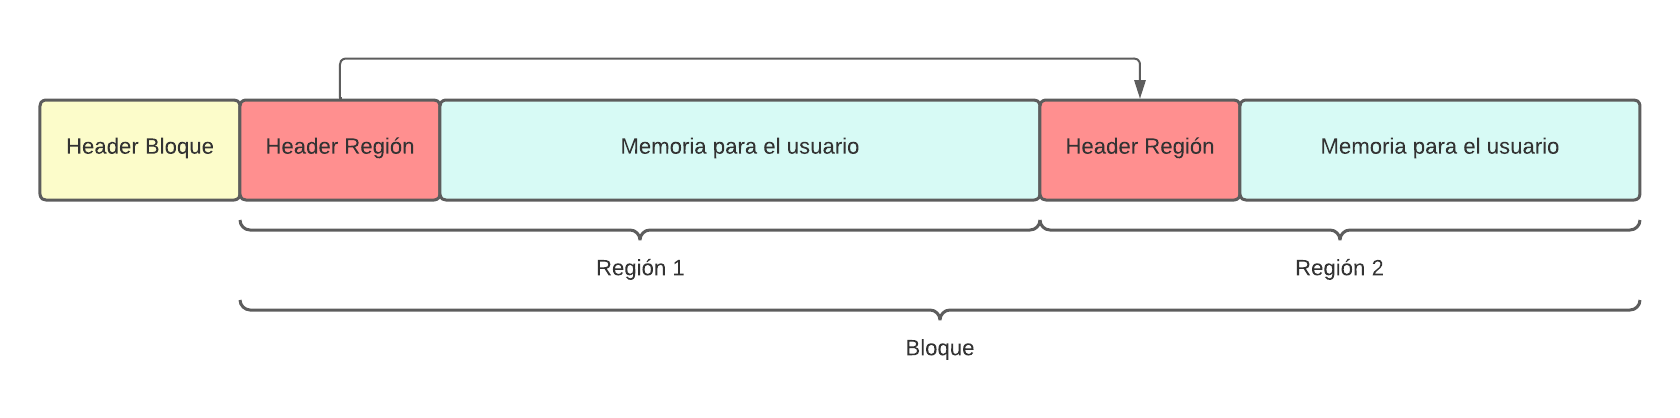 Header Bloque
Header Región
Memoria para el usuario
Header Región
Memoria para el usuario
Región 1
Región 2
Bloque